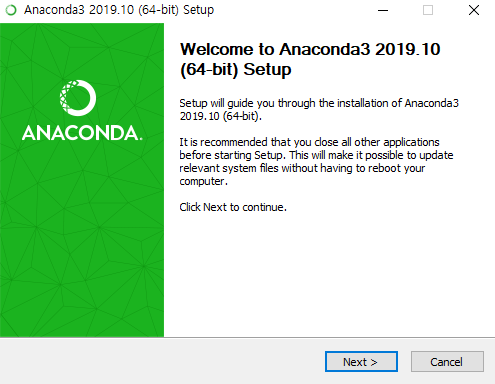 Anaconda3 2019.10 (64-bit) Setup
ANACONDA.
Welcome to Anaconda3 2019.10
(64-bit) Setup
Setup will guide you through the installation of Anaconda3
2019.10 (64-bit).
It is recommended that you close all other applications
before starting Setup. This will make it possible to update
relevant system files without having to reboot your
computer.
Click Next to continue.
Next >
Cancel